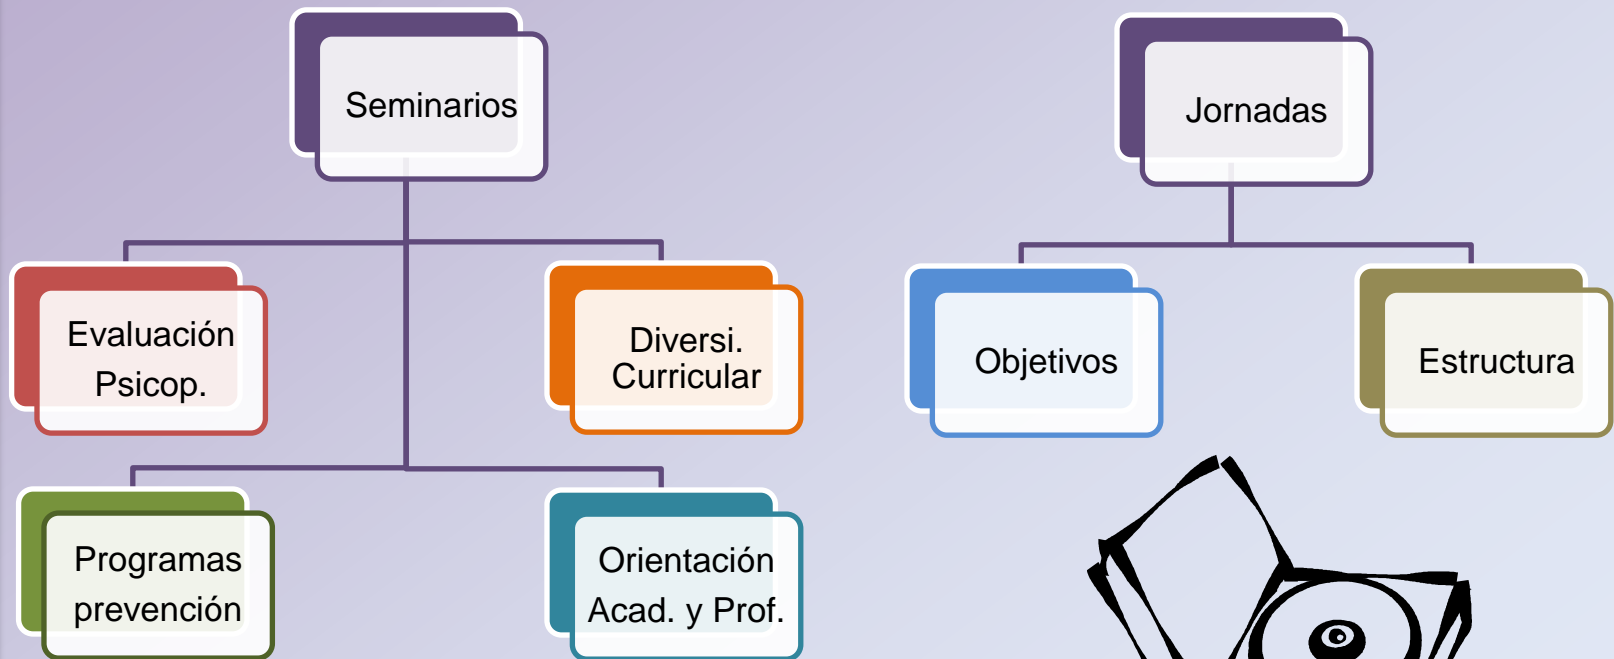 Seminarios
Evaluación
Psicop.
Diversi.
Curricular
Programas
prevención
Orientación
Acad. y Prof.
Jornadas
Objetivos
Estructura